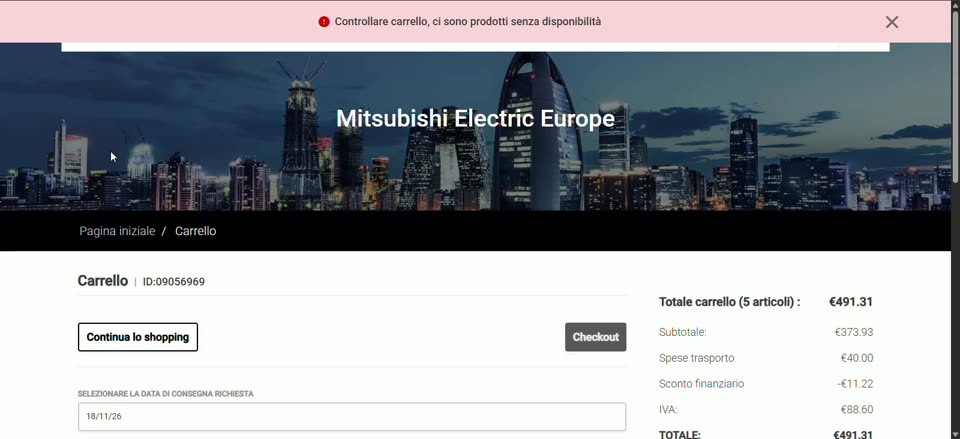 Controllare carrello, ci sono prodotti senza disponibilità
Mitsubishi Electric Europe
Pagina iniziale / Carrello
Carrello | ID:09056969
Continua lo shopping
Checkout
SELEZIONARE LA DATA DI CONSEGNA RICHIESTA
18/11/26
Totale carrello (5 articoli) : €491.31
Subtotale: €373.93
Spese trasporto €40.00
Sconto finanziario -€11.22
IVA: €88.60
TOTALE: €491.31